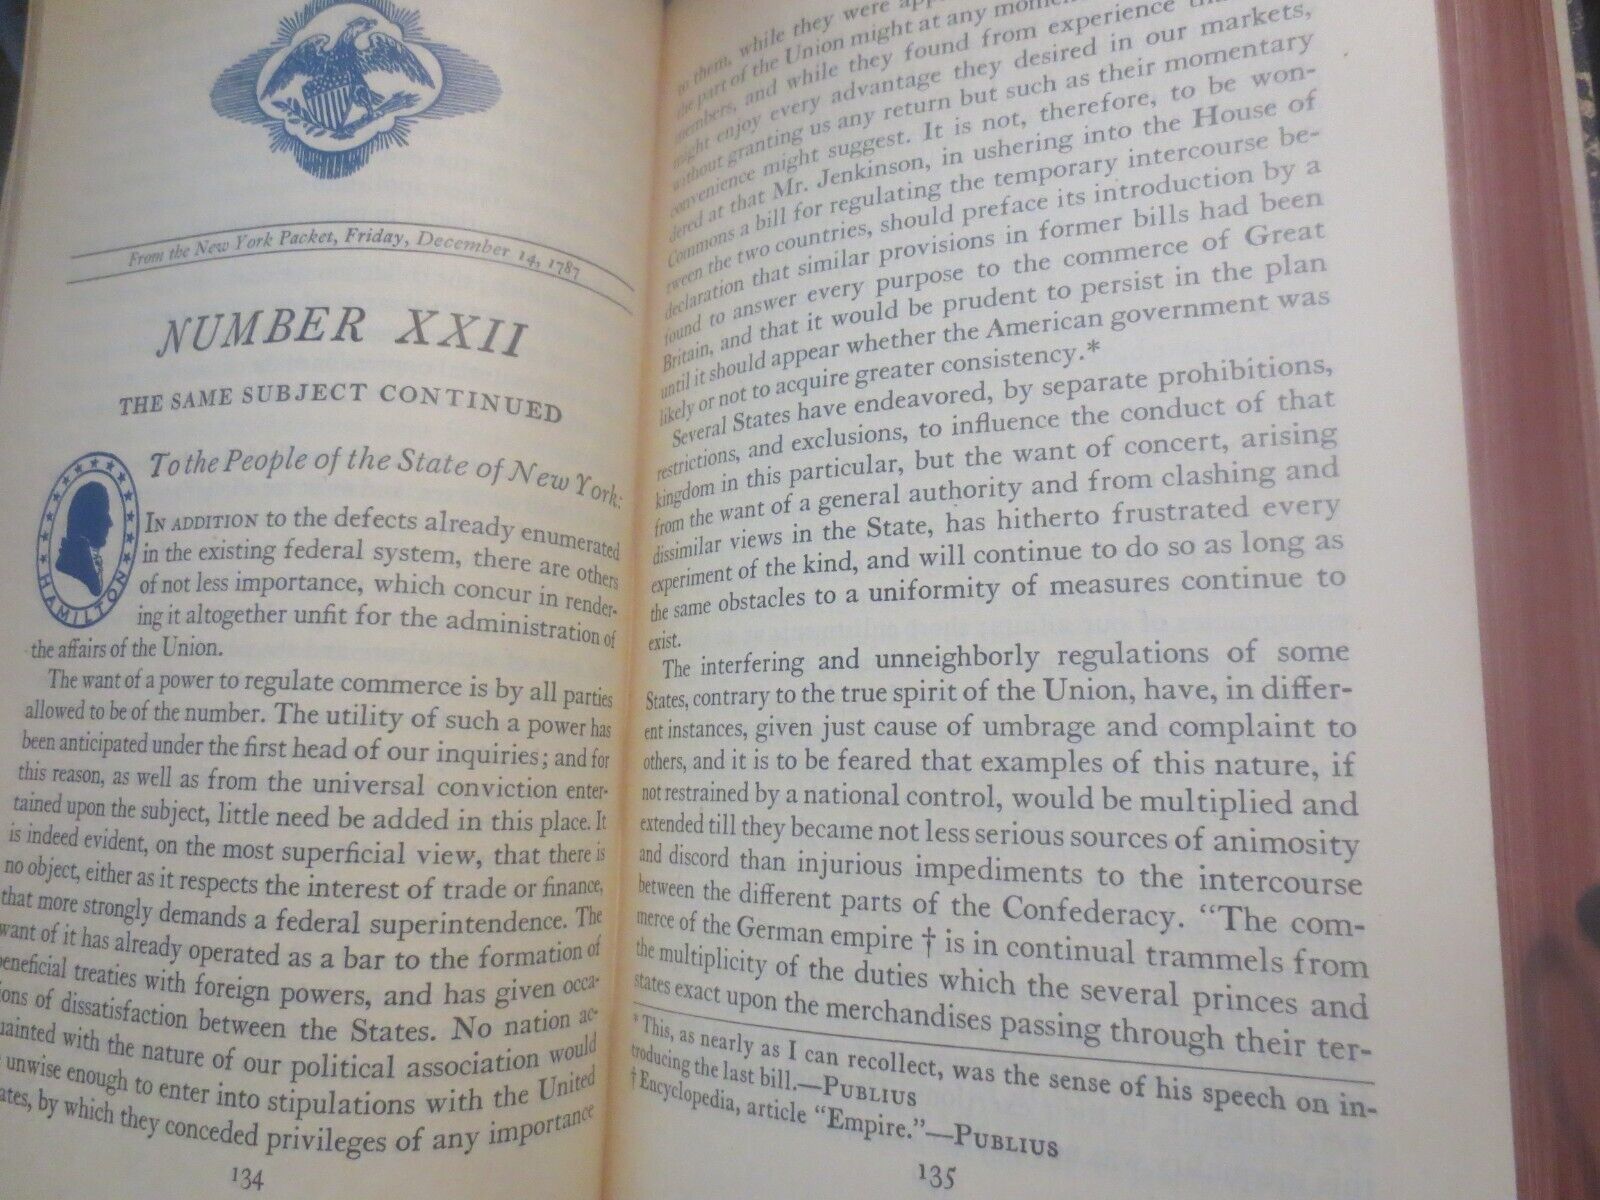 From the New York Packet, Friday, December 14, 1787
NUMBER XXII
THE SAME SUBJECT CONTINUED
To the People of the State of New York:
HAMILTON
IN ADDITION to the defects already enumerated
in the existing federal system, there are others
of not less importance, which concur in render-
ing it altogether unfit for the administration of
the affairs of the Union.
The want of a power to regulate commerce is by all parties
allowed to be of the number. The utility of such a power has
been anticipated under the first head of our inquiries; and for
this reason, as well as from the universal conviction enter-
tained upon the subject, little need be added in this place. It
is indeed evident, on the most superficial view, that there is
no object, either as it respects the interest of trade or finance,
that more strongly demands a federal superintendence. The
want of it has already operated as a bar to the formation of
beneficial treaties with foreign powers, and has given occa-
ions of dissatisfaction between the States. No nation ac-
uainted with the nature of our political association would
unwise enough to enter into stipulations with the United
ates, by which they conceded privileges of any importance
134
to them, while they were
the part of the Union might at any moment
members, and while they found from experience
might enjoy every advantage they desired in our markets,
without granting us any return but such as their momentary
convenience might suggest. It is not, therefore, to be won-
dered at that Mr. Jenkinson, in ushering into the House of
Commons a bill for regulating the temporary intercourse be-
tween the two countries, should preface its introduction by a
declaration that similar provisions in former bills had been
found to answer every purpose to the commerce of Great
Britain, and that it would be prudent to persist in the plan
until it should appear whether the American government was
likely or not to acquire greater consistency.*
Several States have endeavored, by separate prohibitions,
restrictions, and exclusions, to influence the conduct of that
kingdom in this particular, but the want of concert, arising
from the want of a general authority and from clashing and
dissimilar views in the State, has hitherto frustrated every
experiment of the kind, and will continue to do so as long as
the same obstacles to a uniformity of measures continue to
exist.
The interfering and unneighborly regulations of some
States, contrary to the true spirit of the Union, have, in differ-
ent instances, given just cause of umbrage and complaint to
others, and it is to be feared that examples of this nature, if
not restrained by a national control, would be multiplied and
extended till they became not less serious sources of animosity
and discord than injurious impediments to the intercourse
between the different parts of the Confederacy. "The com-
merce of the German empire † is in continual trammels from
the multiplicity of the duties which the several princes and
states exact upon the merchandises passing through their ter-
* This, as nearly as I can recollect, was the sense of his speech on in-
troducing the last bill.—PUBLIUS
† Encyclopedia, article "Empire."—PUBLIUS
135